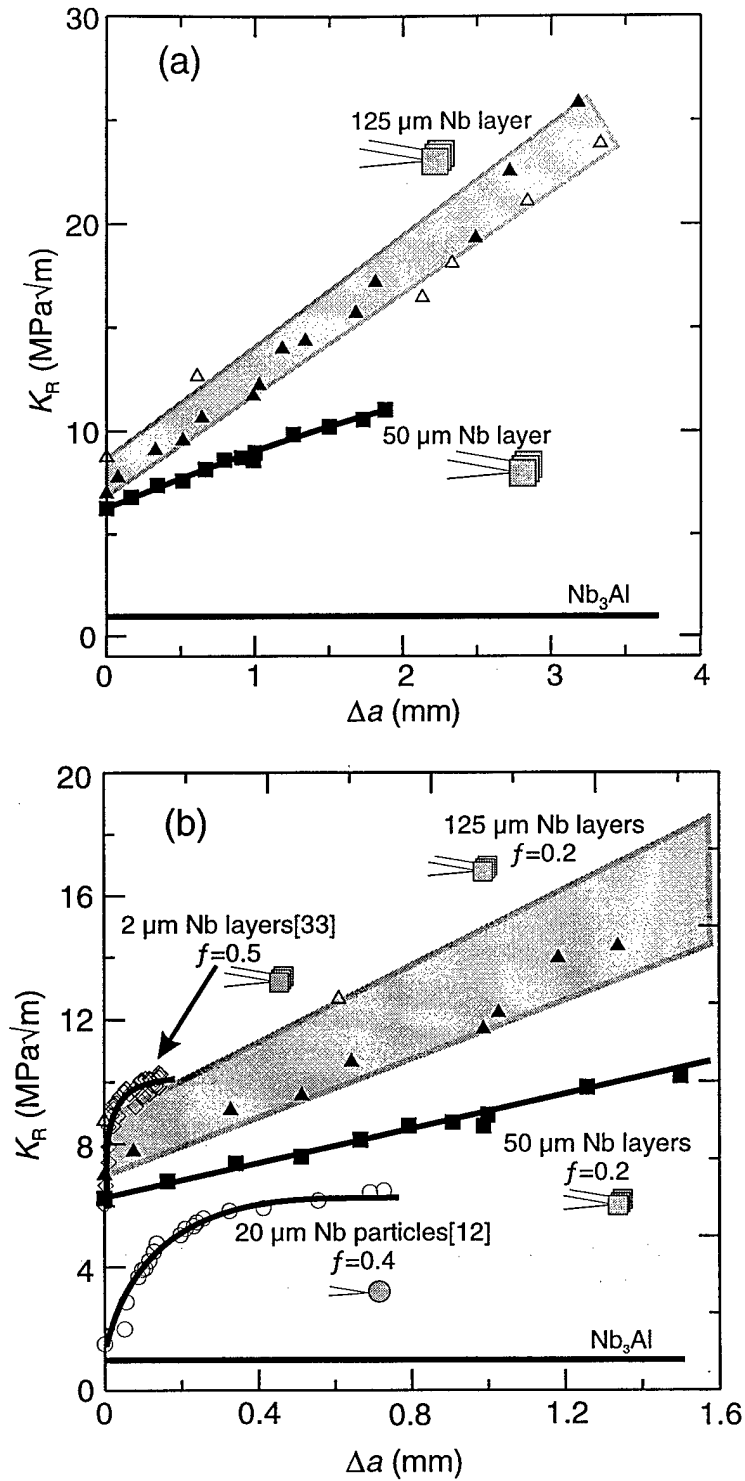 (a)
30
20
10
0
K_R (MPa√m)
125 µm Nb layer
50 µm Nb layer
Nb₃Al
0
1
2
3
4
Δa (mm)
(b)
20
16
12
8
4
0
K_R (MPa√m)
125 µm Nb layers
f=0.2
2 µm Nb layers[33]
f=0.5
50 µm Nb layers
f=0.2
20 µm Nb particles[12]
f=0.4
Nb₃Al
0
0.4
0.8
1.2
1.6
Δa (mm)